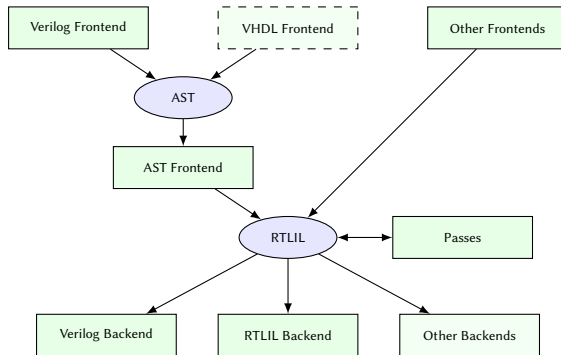 Verilog Frontend
VHDL Frontend
Other Frontends
AST
AST Frontend
RTLIL
Passes
Verilog Backend
RTLIL Backend
Other Backends